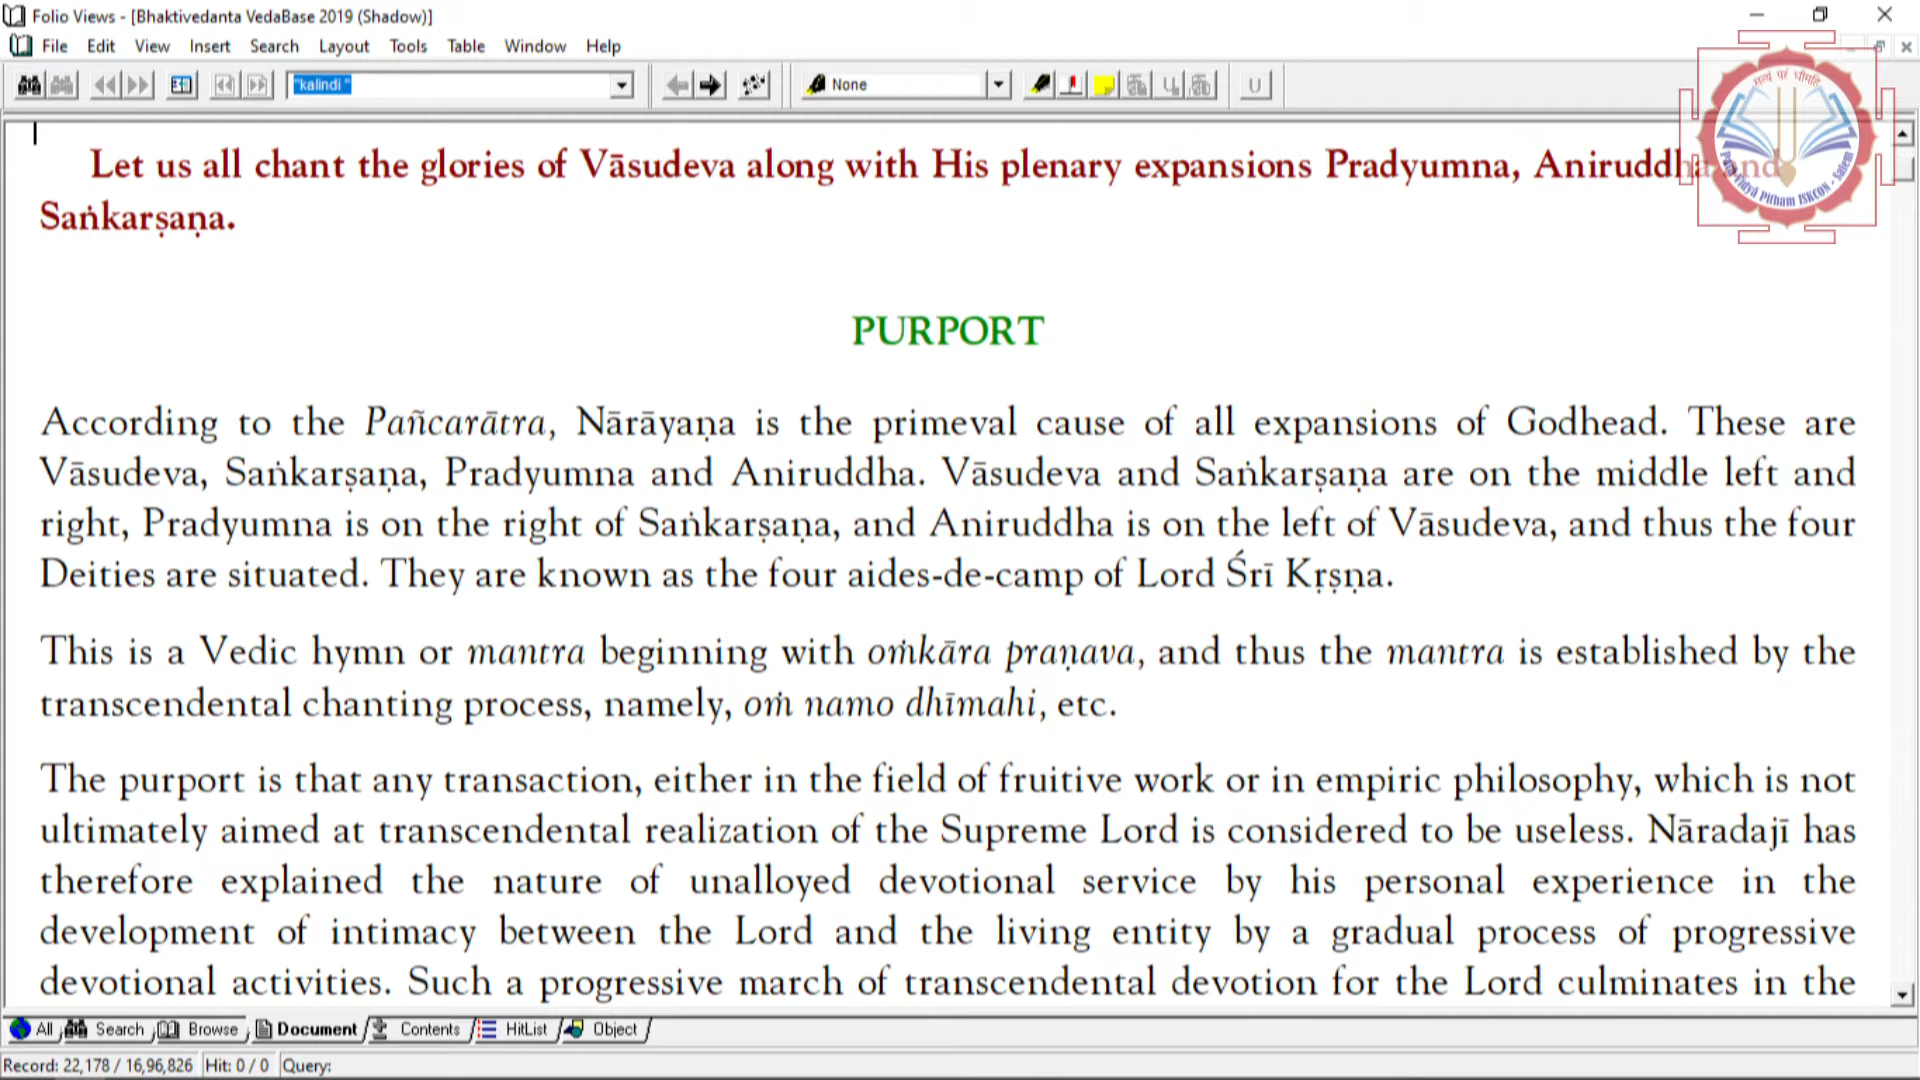 Folio Views - [Bhaktivedanta VedaBase 2019 (Shadow)]
File Edit View Insert Search Layout Tools Table Window Help
"kalindi " None U
Let us all chant the glories of Vāsudeva along with His plenary expansions Pradyumna, Aniruddha and
Saṅkarṣaṇa.
सत्यं परं धीमहि
Para Vidyā Pīṭham ISKCON - Salem
PURPORT
According to the Pañcarātra, Nārāyaṇa is the primeval cause of all expansions of Godhead. These are
Vāsudeva, Saṅkarṣaṇa, Pradyumna and Aniruddha. Vāsudeva and Saṅkarṣaṇa are on the middle left and
right, Pradyumna is on the right of Saṅkarṣaṇa, and Aniruddha is on the left of Vāsudeva, and thus the four
Deities are situated. They are known as the four aides-de-camp of Lord Śrī Kṛṣṇa.
This is a Vedic hymn or mantra beginning with oṁkāra praṇava, and thus the mantra is established by the
transcendental chanting process, namely, oṁ namo dhīmahi, etc.
The purport is that any transaction, either in the field of fruitive work or in empiric philosophy, which is not
ultimately aimed at transcendental realization of the Supreme Lord is considered to be useless. Nāradajī has
therefore explained the nature of unalloyed devotional service by his personal experience in the
development of intimacy between the Lord and the living entity by a gradual process of progressive
devotional activities. Such a progressive march of transcendental devotion for the Lord culminates in the
All Search Browse Document Contents HitList Object
Record: 22,178 / 16,96,826 Hit: 0 / 0 Query: